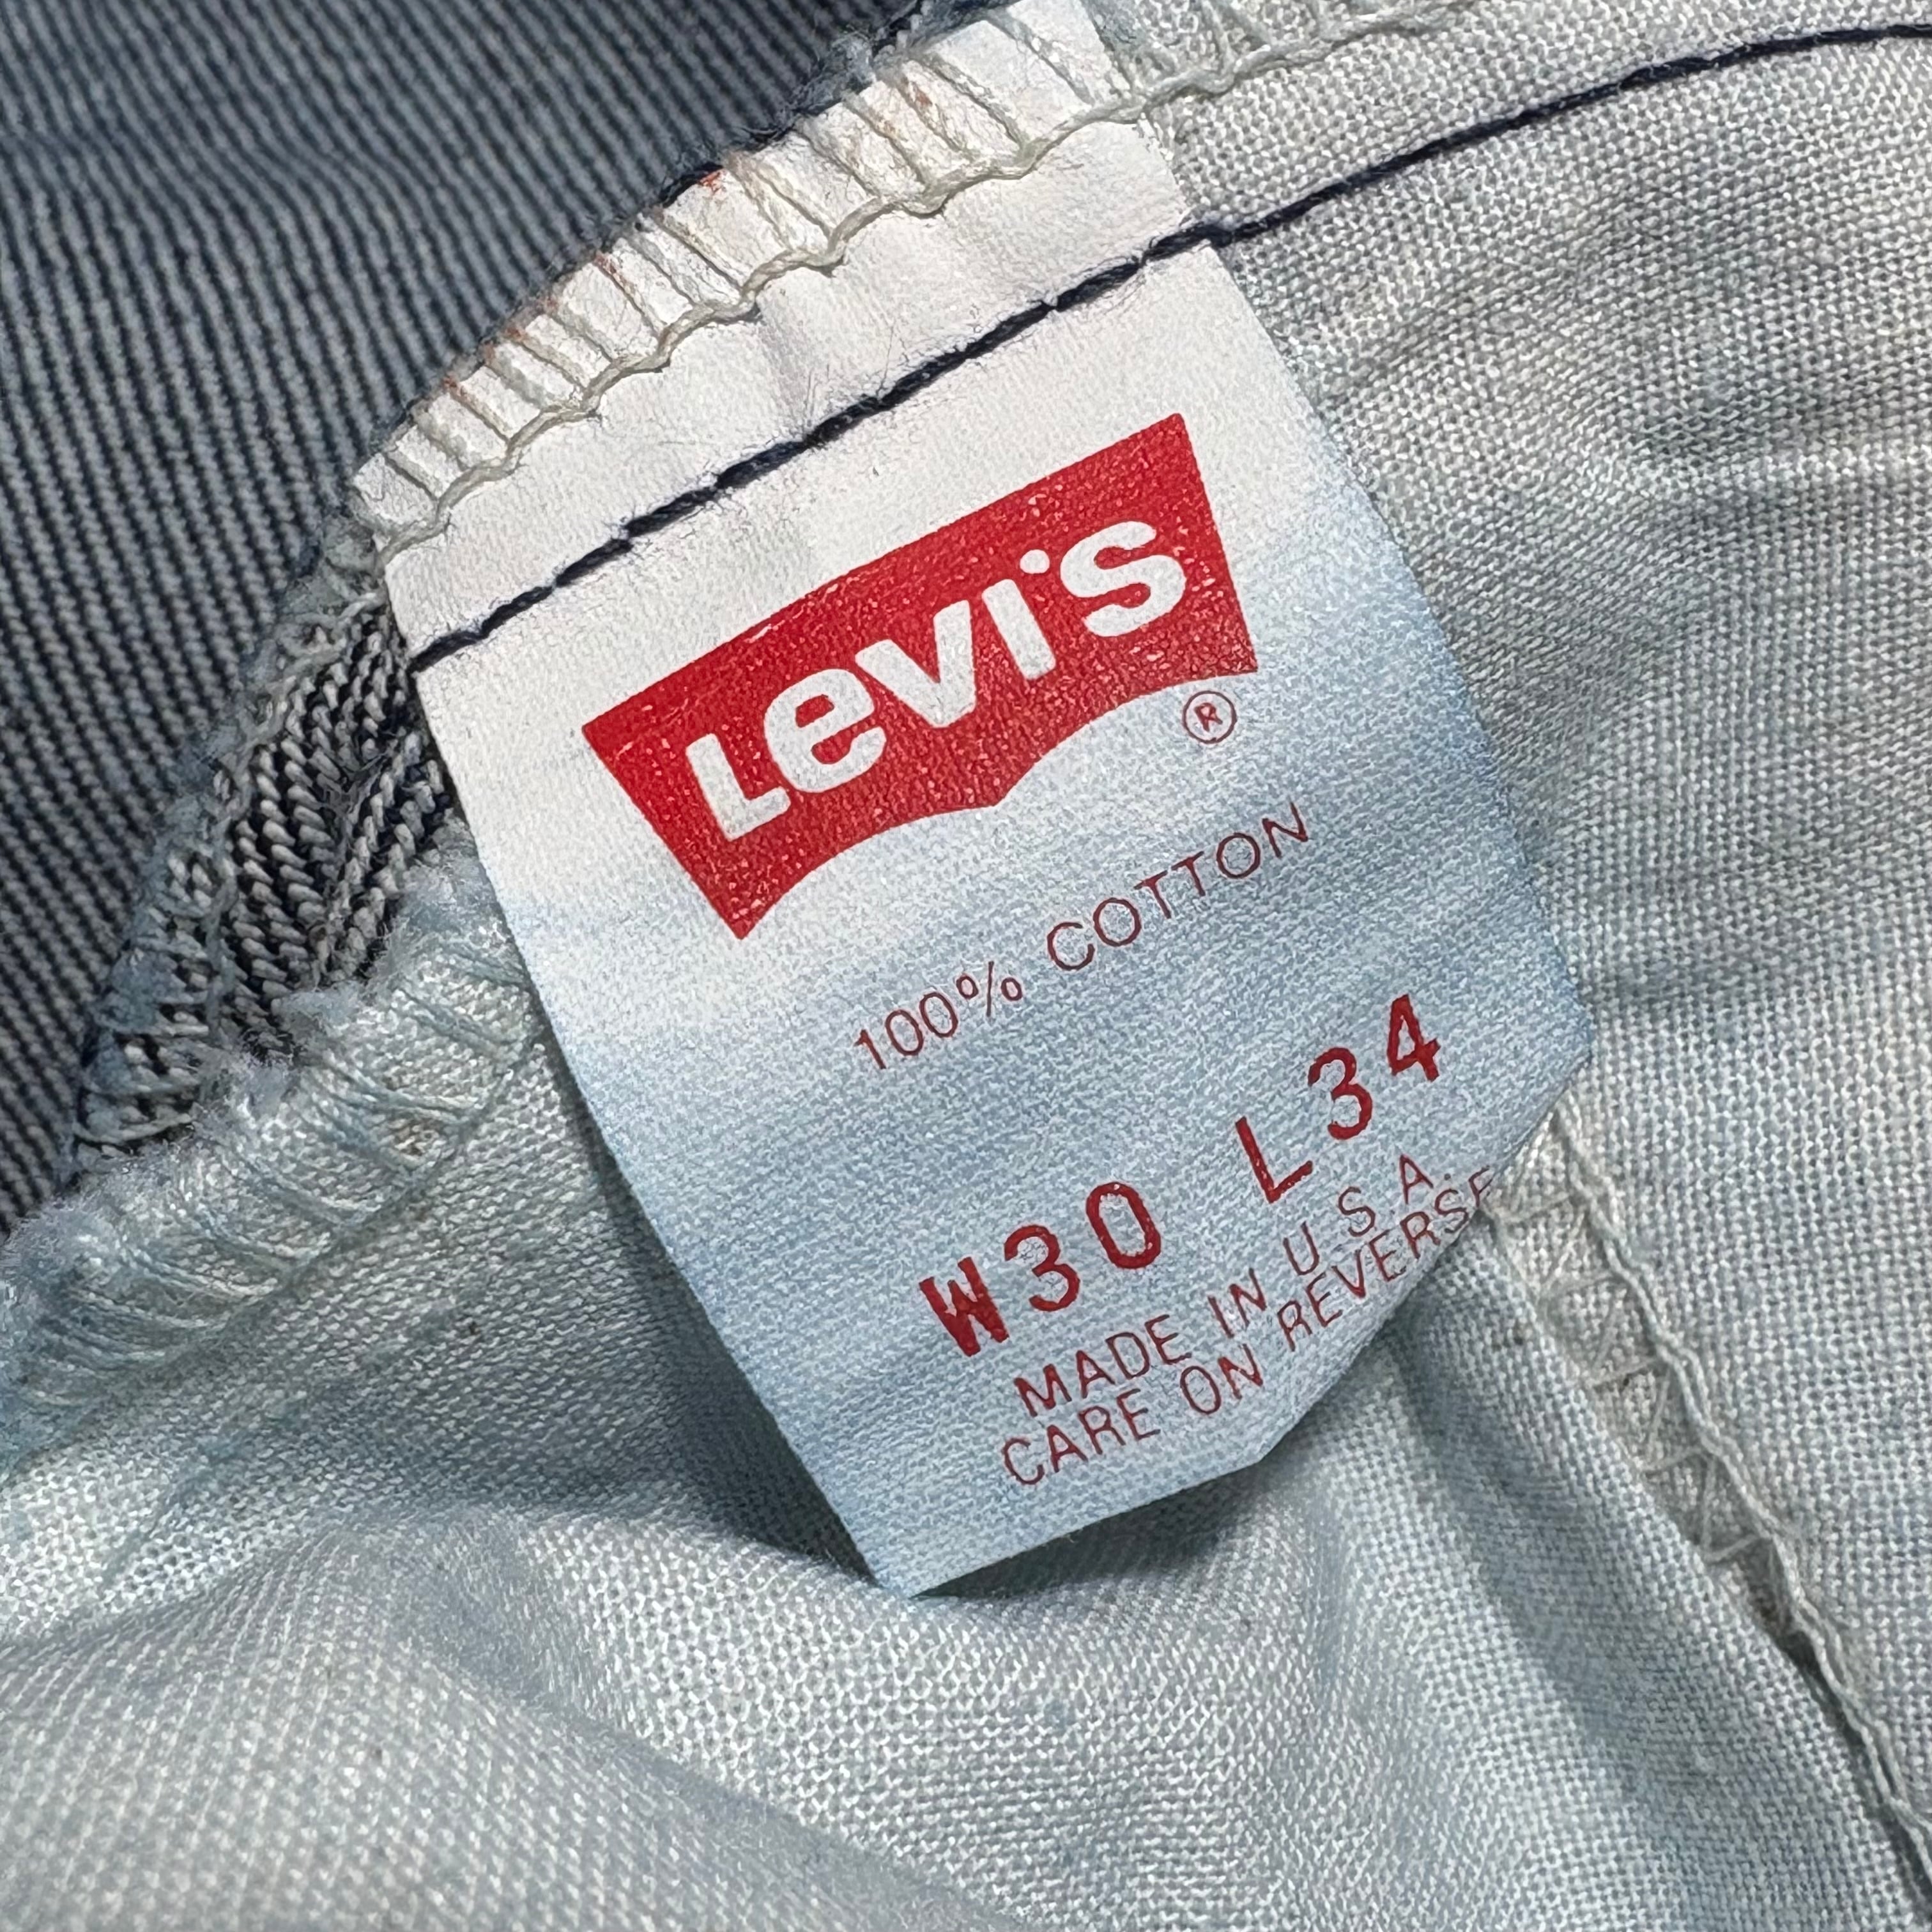 Levi's ®
100% COTTON
W30 L34
MADE IN U S A.
CARE ON REVERSE